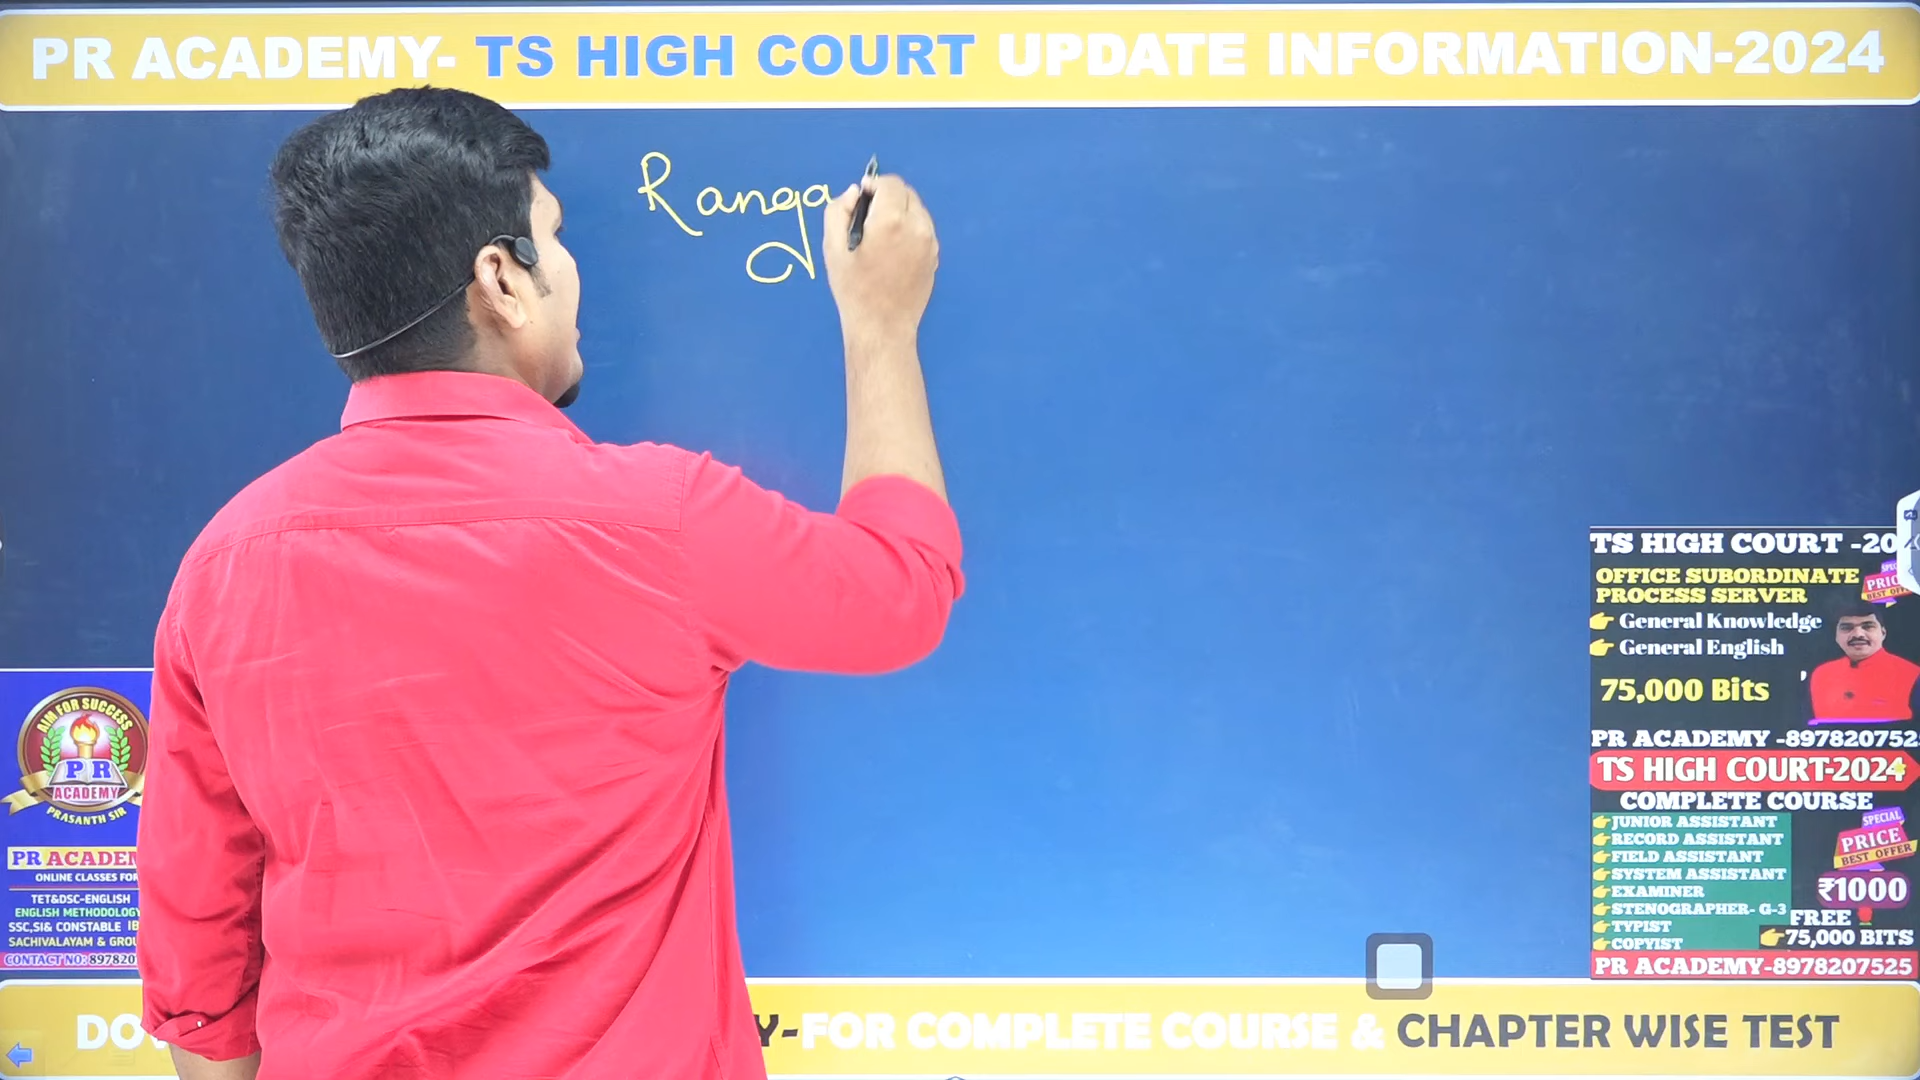 PR ACADEMY- TS HIGH COURT UPDATE INFORMATION-2024
Ranga
TS HIGH COURT -20
OFFICE SUBORDINATE
PROCESS SERVER
General Knowledge
General English
75,000 Bits
PR ACADEMY -897820752
TS HIGH COURT-2024
COMPLETE COURSE
JUNIOR ASSISTANT
RECORD ASSISTANT
FIELD ASSISTANT
SYSTEM ASSISTANT
EXAMINER
STENOGRAPHER- G-3
TYPIST
COPYIST
SPECIAL
PRICE
BEST OFFER
₹1000
FREE
75,000 BITS
PR ACADEMY-8978207525
AIM FOR SUCCESS
P R
ACADEMY
PRASANTH SIR
PR ACADEM
ONLINE CLASSES FOR
TET&DSC-ENGLISH
ENGLISH METHODOLOGY
SSC,SI& CONSTABLE IB
SACHIVALAYAM & GROU
CONTACT NO: 897820
DOW Y-FOR COMPLETE COURSE & CHAPTER WISE TEST